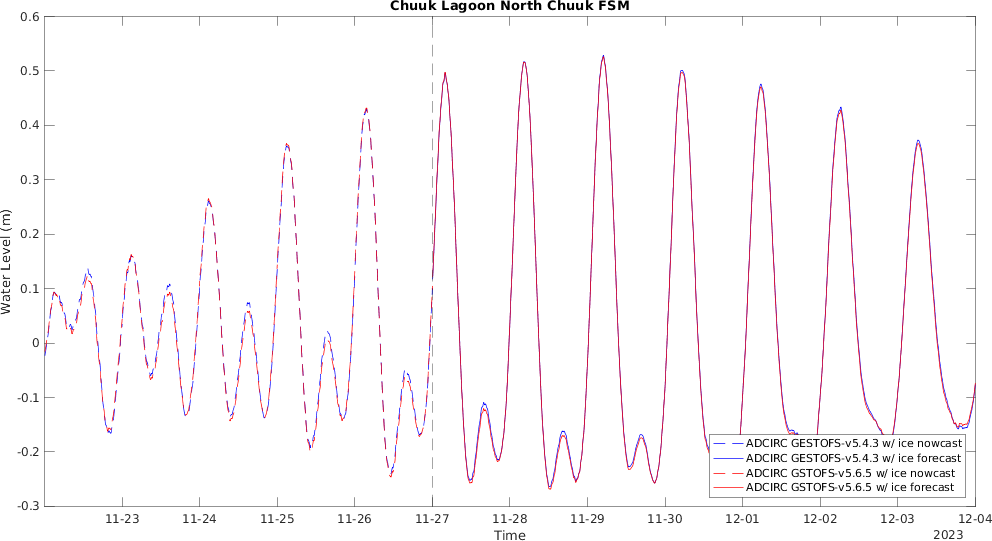 Chuuk Lagoon North Chuuk FSM
0.6
0.5
0.4
0.3
0.2
0.1
0
-0.1
-0.2
-0.3
Water Level (m)
ADCIRC GESTOFS-v5.4.3 w/ ice nowcast
ADCIRC GESTOFS-v5.4.3 w/ ice forecast
ADCIRC GSTOFS-v5.6.5 w/ ice nowcast
ADCIRC GSTOFS-v5.6.5 w/ ice forecast
11-23 11-24 11-25 11-26 11-27 11-28 11-29 11-30 12-01 12-02 12-03 12-04
Time
2023